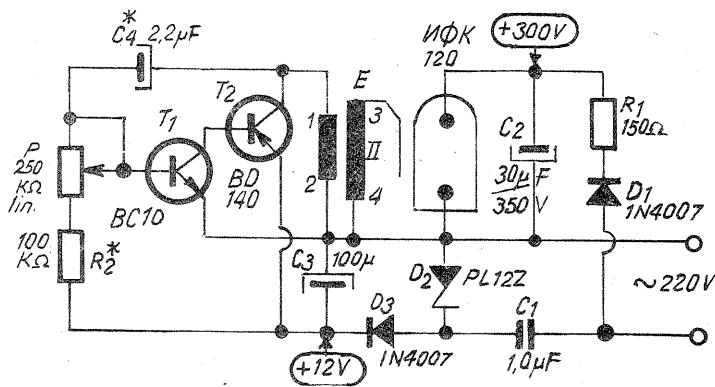 C4*
2,2µF
ИФК
120
+300V
T1
T2
E
1
2
3
II
4
C2
30µF
350V
R1
150Ω
D1
1N4007
P
250
KΩ
lin.
BC10
BD
140
100
KΩ
R2*
C3
100µ
D2
PL12Z
~220V
D3
1N4007
C1
1,0µF
+12V